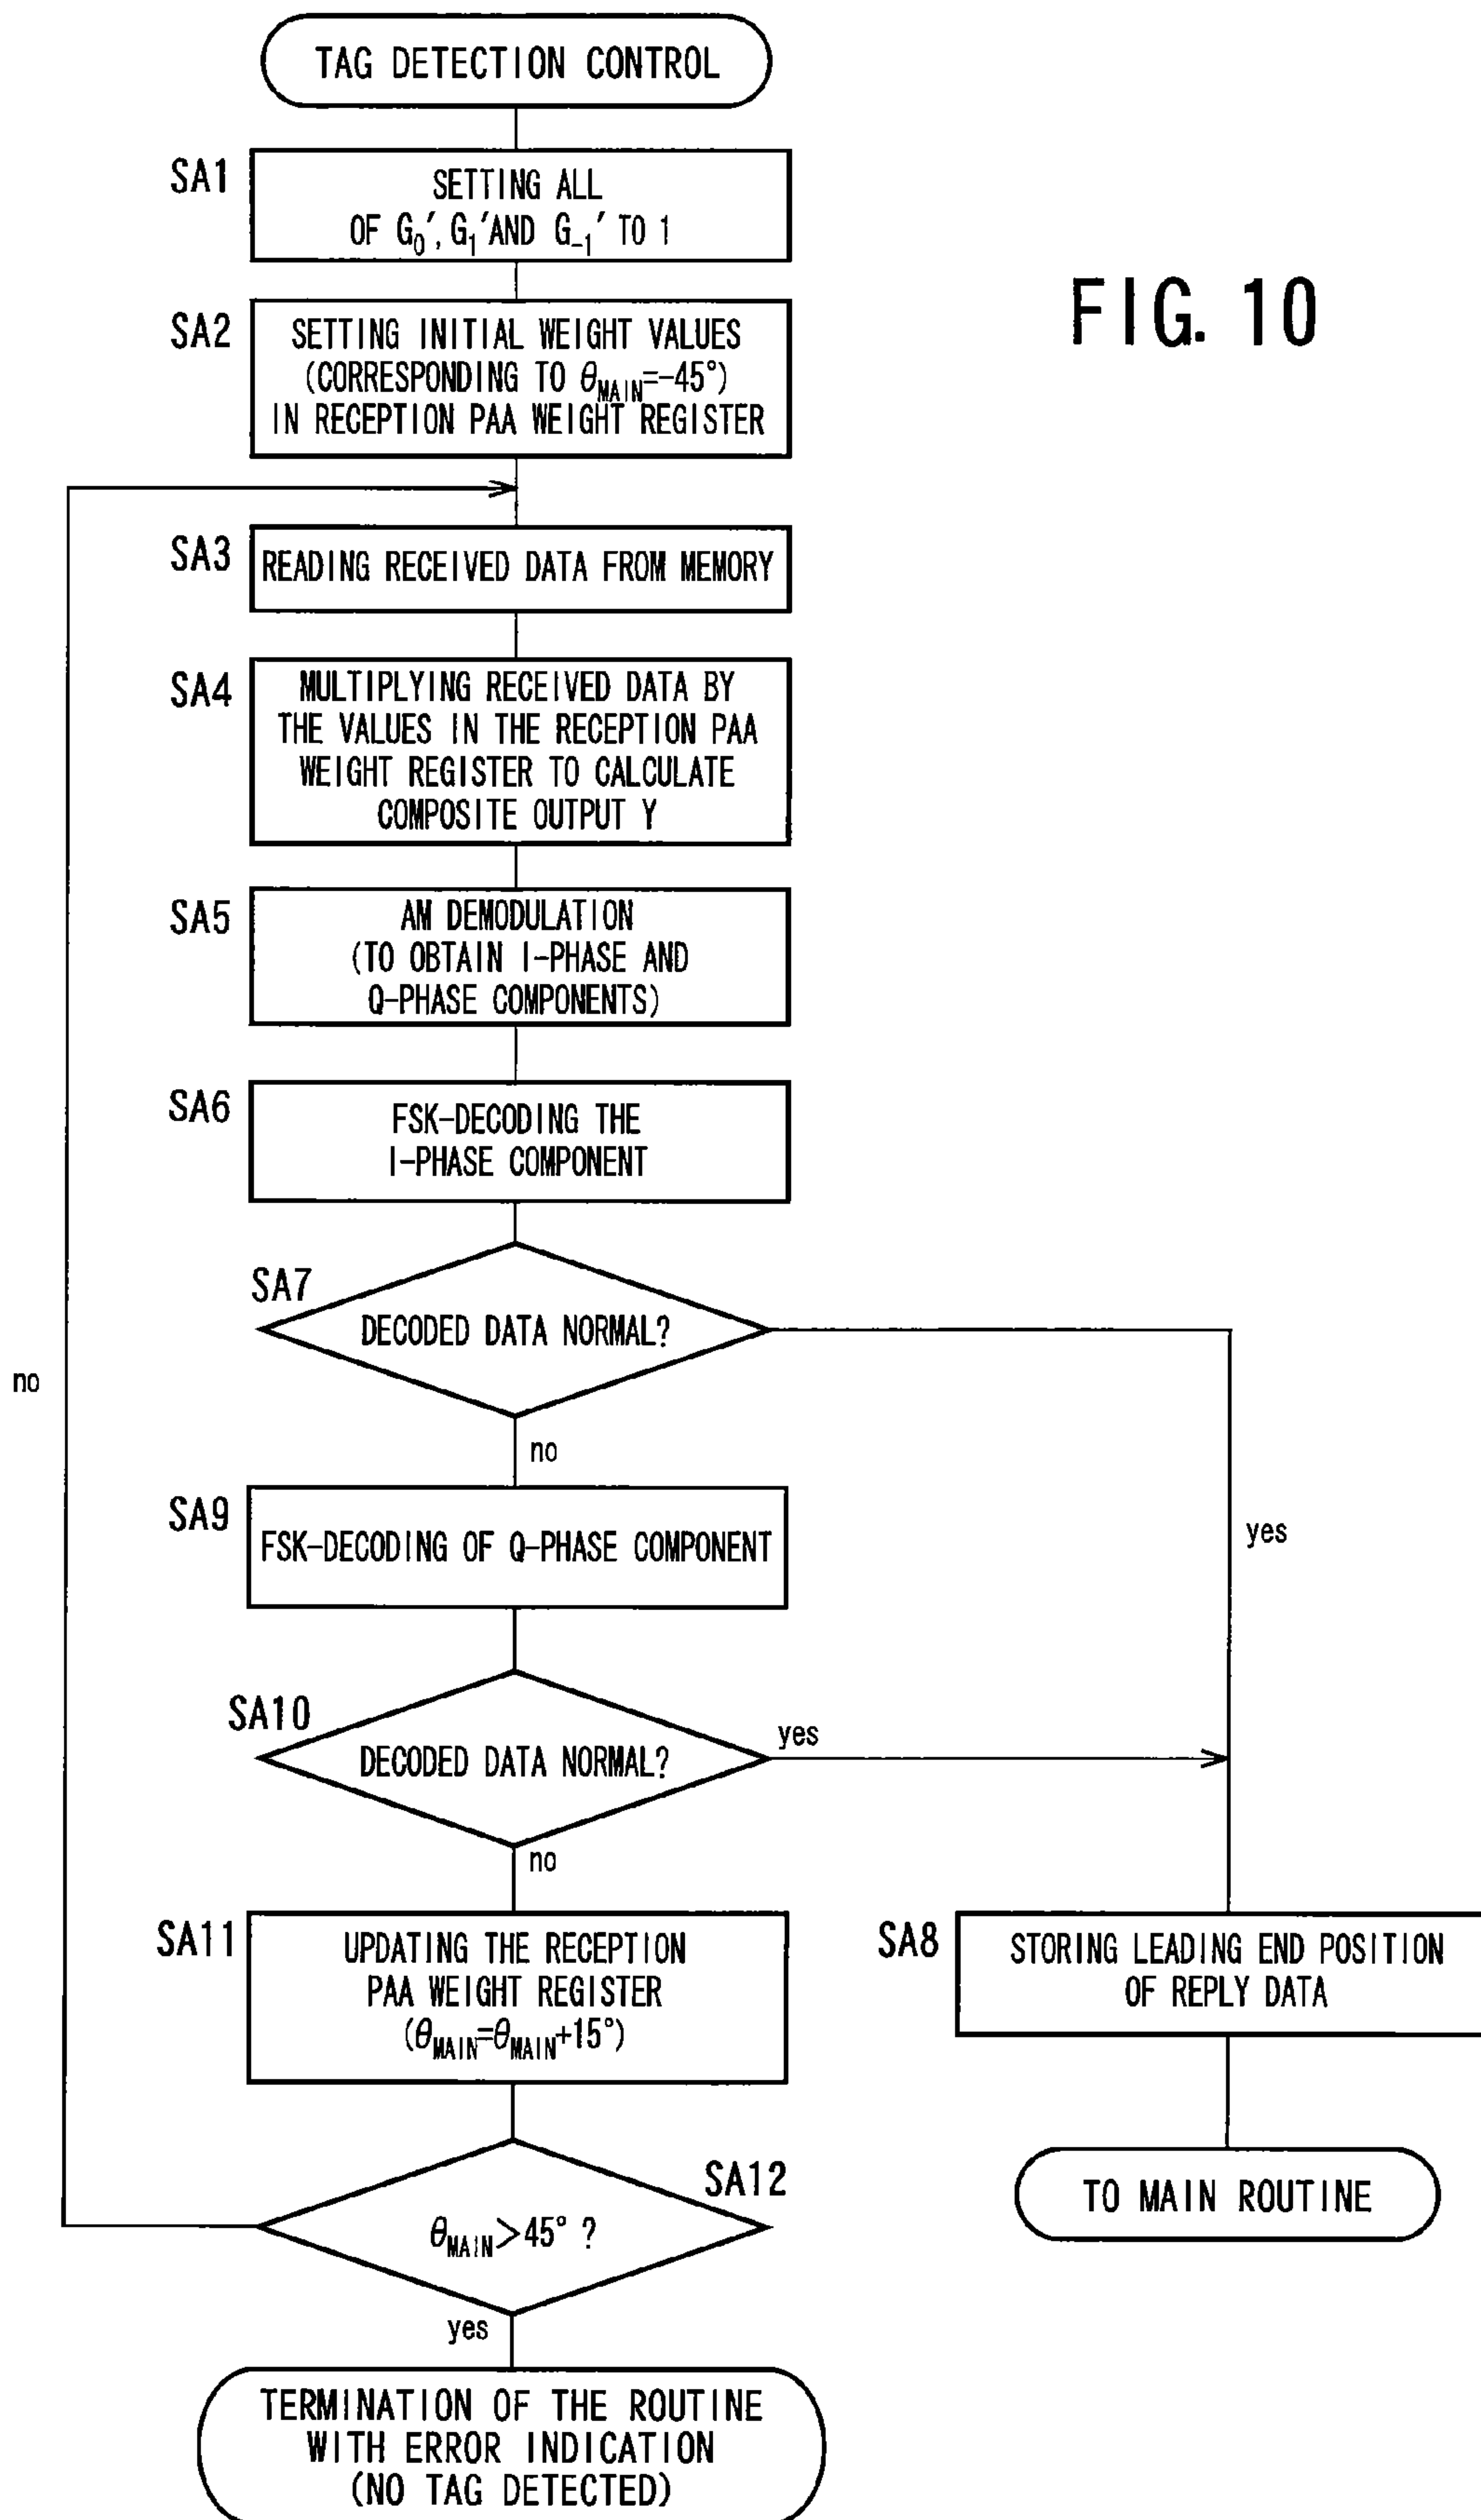 TAG DETECTION CONTROL
SA1
SETTING ALL
OF G₀′, G₁′ AND G₋₁′ TO 1
FIG. 10
SA2
SETTING INITIAL WEIGHT VALUES
(CORRESPONDING TO θMAIN=-45°)
IN RECEPTION PAA WEIGHT REGISTER
SA3
READING RECEIVED DATA FROM MEMORY
SA4
MULTIPLYING RECEIVED DATA BY
THE VALUES IN THE RECEPTION PAA
WEIGHT REGISTER TO CALCULATE
COMPOSITE OUTPUT Y
SA5
AM DEMODULATION
(TO OBTAIN I-PHASE AND
Q-PHASE COMPONENTS)
SA6
FSK-DECODING THE
I-PHASE COMPONENT
SA7
DECODED DATA NORMAL?
no
no
yes
SA9
FSK-DECODING OF Q-PHASE COMPONENT
SA10
DECODED DATA NORMAL?
yes
no
SA11
UPDATING THE RECEPTION
PAA WEIGHT REGISTER
(θMAIN=θMAIN+15°)
SA8
STORING LEADING END POSITION
OF REPLY DATA
SA12
θMAIN>45° ?
TO MAIN ROUTINE
yes
TERMINATION OF THE ROUTINE
WITH ERROR INDICATION
(NO TAG DETECTED)